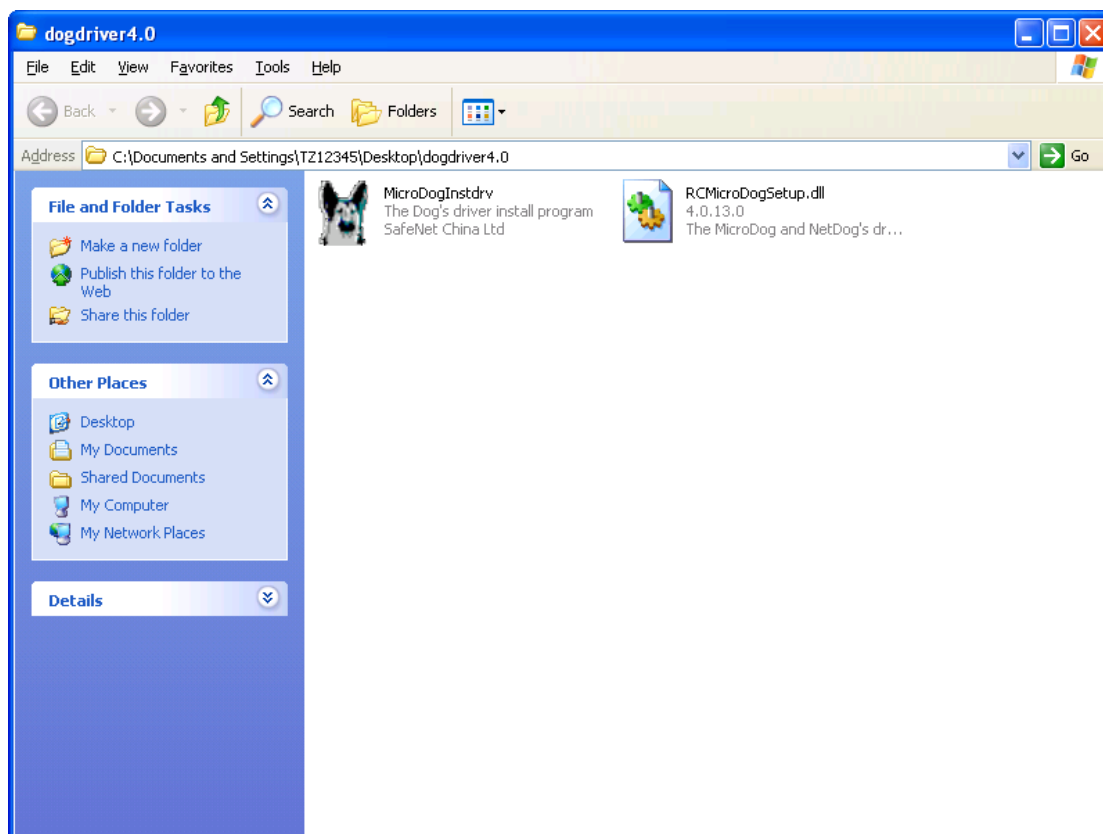 dogdriver4.0
File Edit View Favorites Tools Help
Back Search Folders
Address C:\Documents and Settings\TZ12345\Desktop\dogdriver4.0 Go
File and Folder Tasks
Make a new folder
Publish this folder to the
Web
Share this folder
Other Places
Desktop
My Documents
Shared Documents
My Computer
My Network Places
Details
MicroDogInstdrv
The Dog's driver install program
SafeNet China Ltd
RCMicroDogSetup.dll
4.0.13.0
The MicroDog and NetDog's dr...